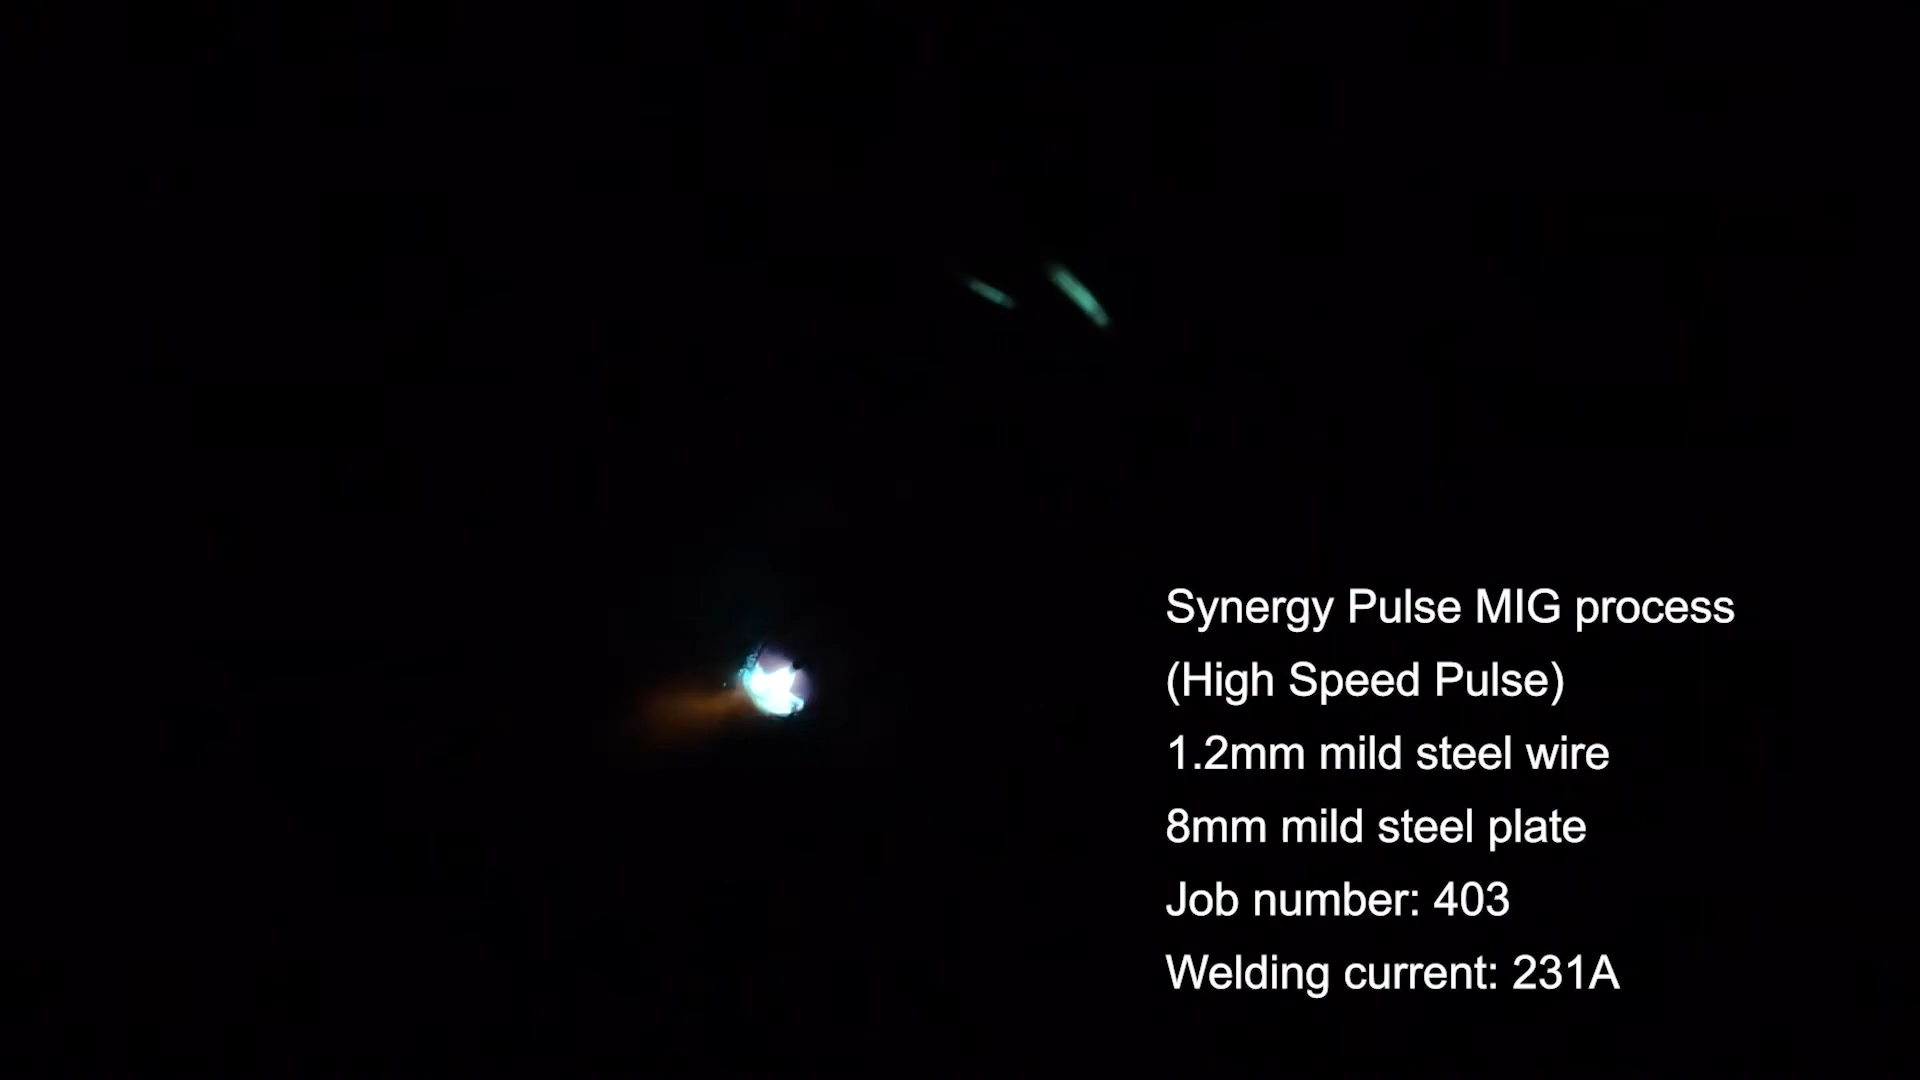 Synergy Pulse MIG process
(High Speed Pulse)
1.2mm mild steel wire
8mm mild steel plate
Job number: 403
Welding current: 231A